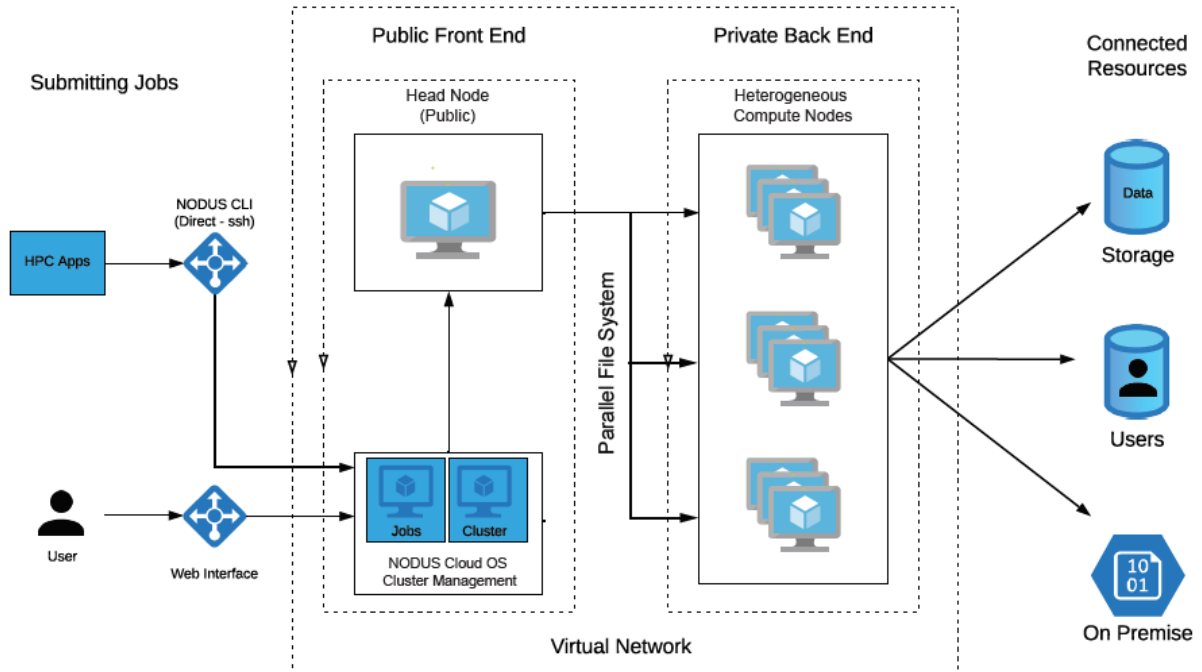 Submitting Jobs
Public Front End
Private Back End
Connected
Resources
Head Node
(Public)
Heterogeneous
Compute Nodes
NODUS CLI
(Direct - ssh)
HPC Apps
Data
Storage
Parallel File System
Users
Jobs
Cluster
User
Web Interface
NODUS Cloud OS
Cluster Management
10
01
On Premise
Virtual Network